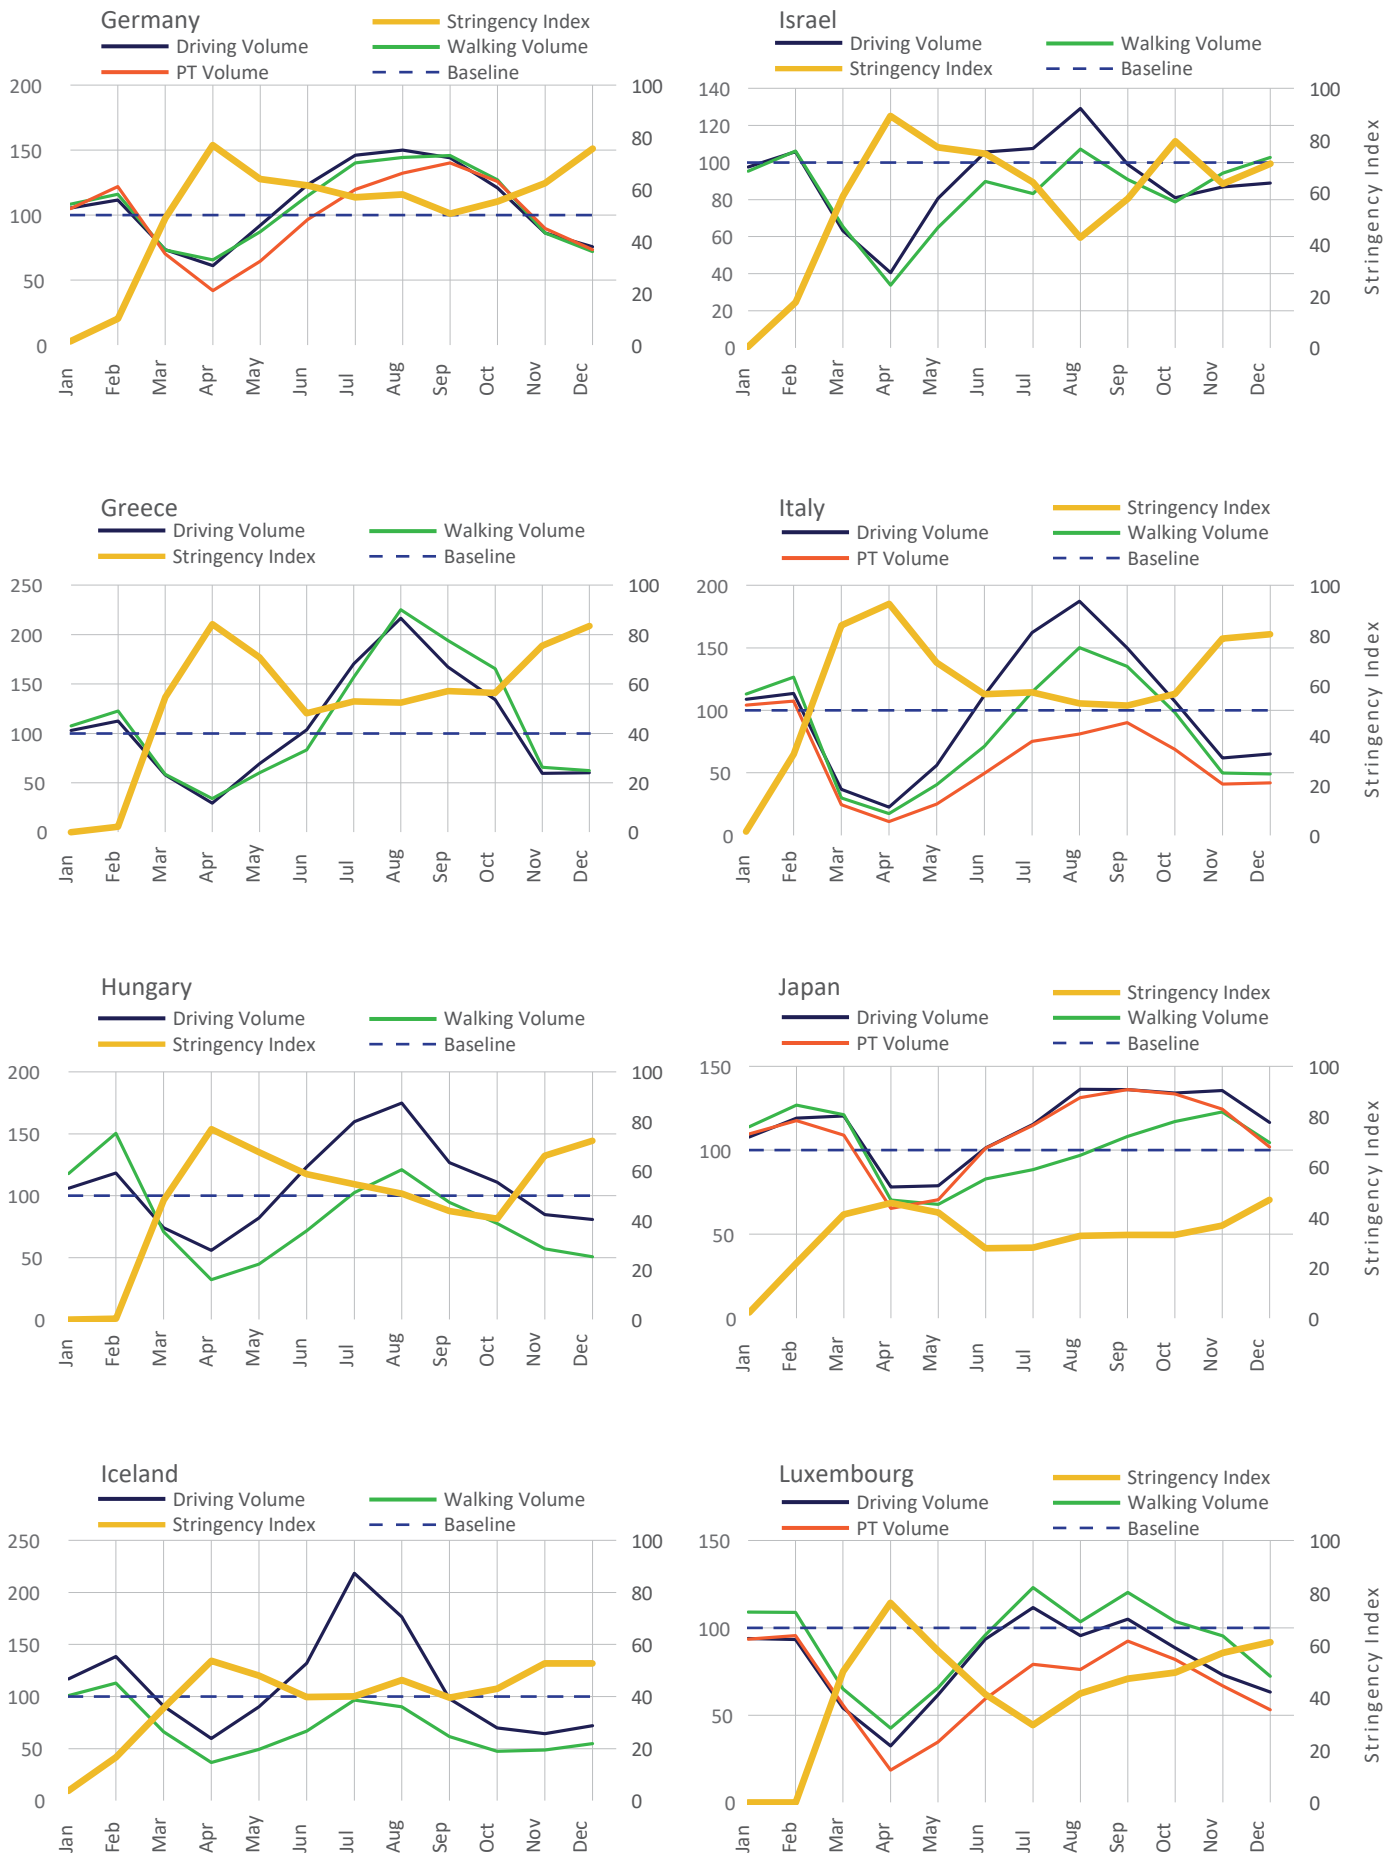 Germany
Stringency Index
Driving Volume
Walking Volume
PT Volume
Baseline
200
150
100
50
0
100
80
60
40
20
0
Jan
Feb
Mar
Apr
May
Jun
Jul
Aug
Sep
Oct
Nov
Dec
Israel
Driving Volume
Walking Volume
Stringency Index
Baseline
140
120
100
80
60
40
20
0
100
80
60
40
20
0
Stringency Index
Jan
Feb
Mar
Apr
May
Jun
Jul
Aug
Sep
Oct
Nov
Dec
Greece
Driving Volume
Walking Volume
Stringency Index
Baseline
250
200
150
100
50
0
100
80
60
40
20
0
Jan
Feb
Mar
Apr
May
Jun
Jul
Aug
Sep
Oct
Nov
Dec
Italy
Stringency Index
Driving Volume
Walking Volume
PT Volume
Baseline
200
150
100
50
0
100
80
60
40
20
0
Stringency Index
Jan
Feb
Mar
Apr
May
Jun
Jul
Aug
Sep
Oct
Nov
Dec
Hungary
Driving Volume
Walking Volume
Stringency Index
Baseline
200
150
100
50
0
100
80
60
40
20
0
Jan
Feb
Mar
Apr
May
Jun
Jul
Aug
Sep
Oct
Nov
Dec
Japan
Stringency Index
Driving Volume
Walking Volume
PT Volume
Baseline
150
100
50
0
100
80
60
40
20
0
Stringency Index
Jan
Feb
Mar
Apr
May
Jun
Jul
Aug
Sep
Oct
Nov
Dec
Iceland
Driving Volume
Walking Volume
Stringency Index
Baseline
250
200
150
100
50
0
100
80
60
40
20
0
Jan
Feb
Mar
Apr
May
Jun
Jul
Aug
Sep
Oct
Nov
Dec
Luxembourg
Stringency Index
Driving Volume
Walking Volume
PT Volume
Baseline
150
100
50
0
100
80
60
40
20
0
Stringency Index
Jan
Feb
Mar
Apr
May
Jun
Jul
Aug
Sep
Oct
Nov
Dec